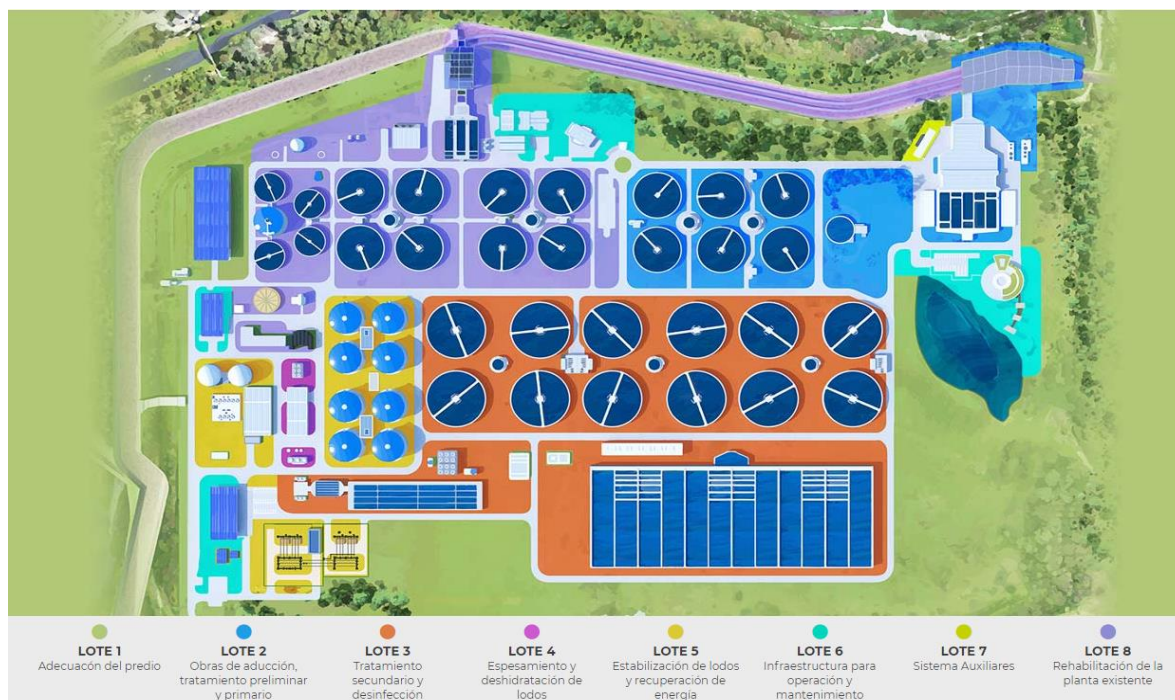 LOTE 1
Adecuacón del predio
LOTE 2
Obras de aducción,
tratamiento preliminar
y primario
LOTE 3
Tratamiento
secundario y
desinfección
LOTE 4
Espesamiento y
deshidratación de
lodos
LOTE 5
Estabilización de lodos
y recuperación de
energía
LOTE 6
Infraestructura para
operación y
mantenimiento
LOTE 7
Sistema Auxiliares
LOTE 8
Rehabilitación de la
planta existente